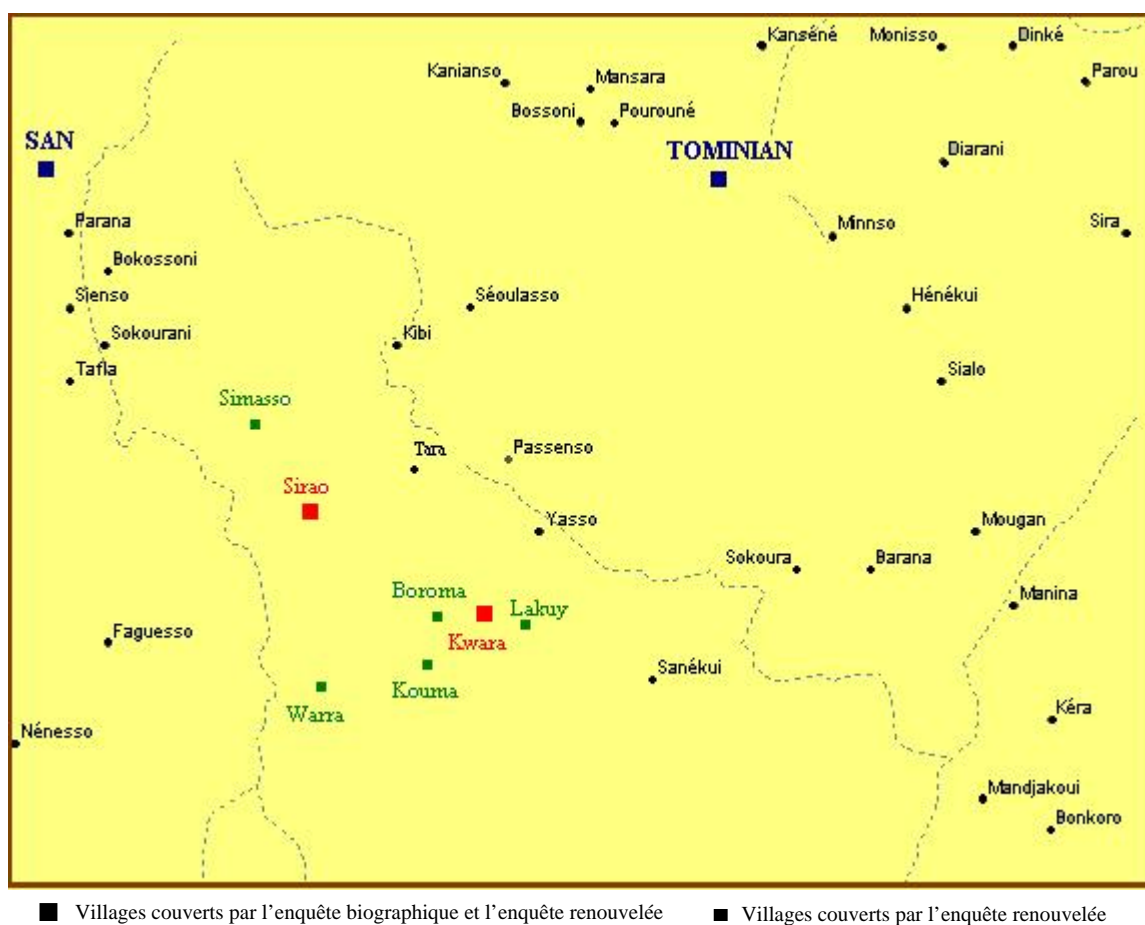 Kanséné
Monisso
Dinké
Kanianso
Mansara
Parou
Bossoni
Pourouné
SAN
TOMINIAN
Diarani
Parana
Minnso
Sira
Bokossoni
Sienso
Séoulasso
Hénékui
Sokourani
Kibi
Tafla
Sialo
Simasso
Tara
Passenso
Sirao
Yasso
Mougan
Sokoura
Barana
Boroma
Lakuy
Manina
Faguesso
Kwara
Sanékui
Kouma
Warra
Kéra
Nénesso
Mandjakoui
Bonkoro
Villages couverts par l’enquête biographique et l’enquête renouvelée
Villages couverts par l’enquête renouvelée